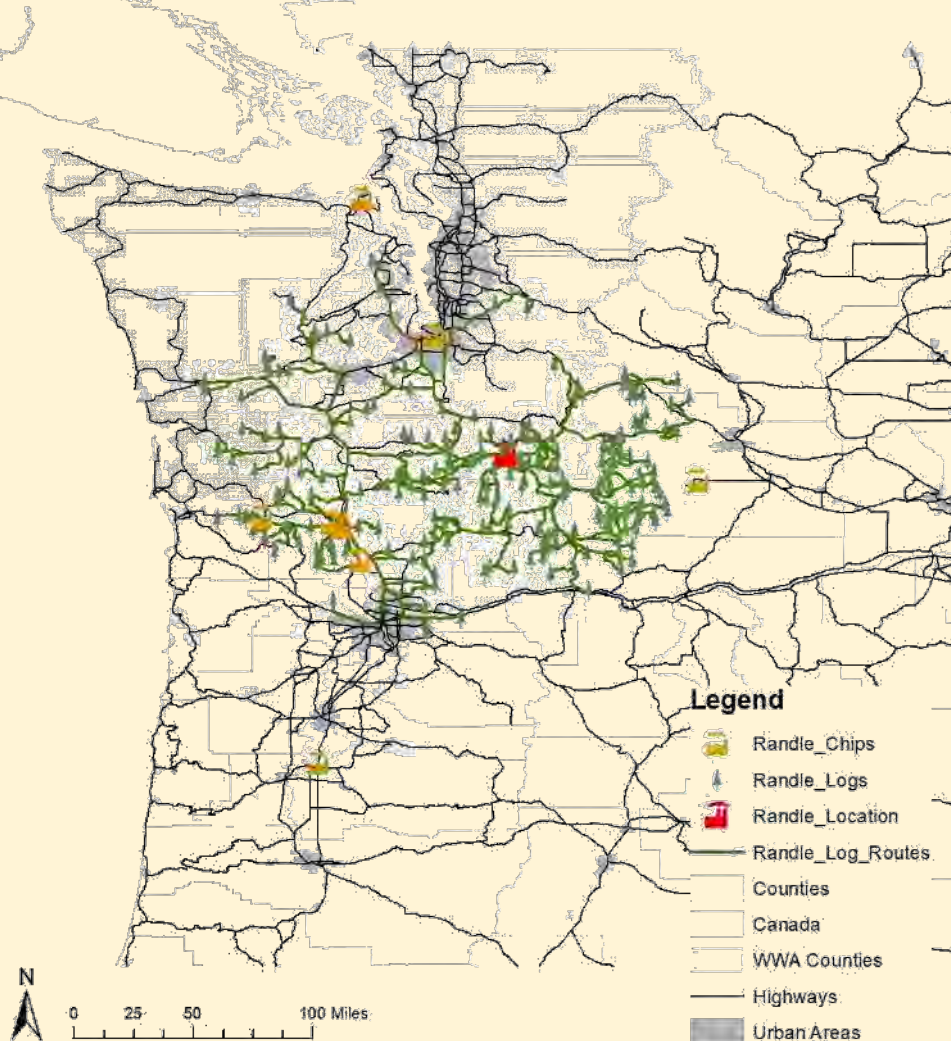 Legend
Randle_Chips
Randle_Logs
Randle_Location
Randle_Log_Routes
Counties
Canada
WWA Counties
Highways
Urban Areas
N
0 25 50 100 Miles